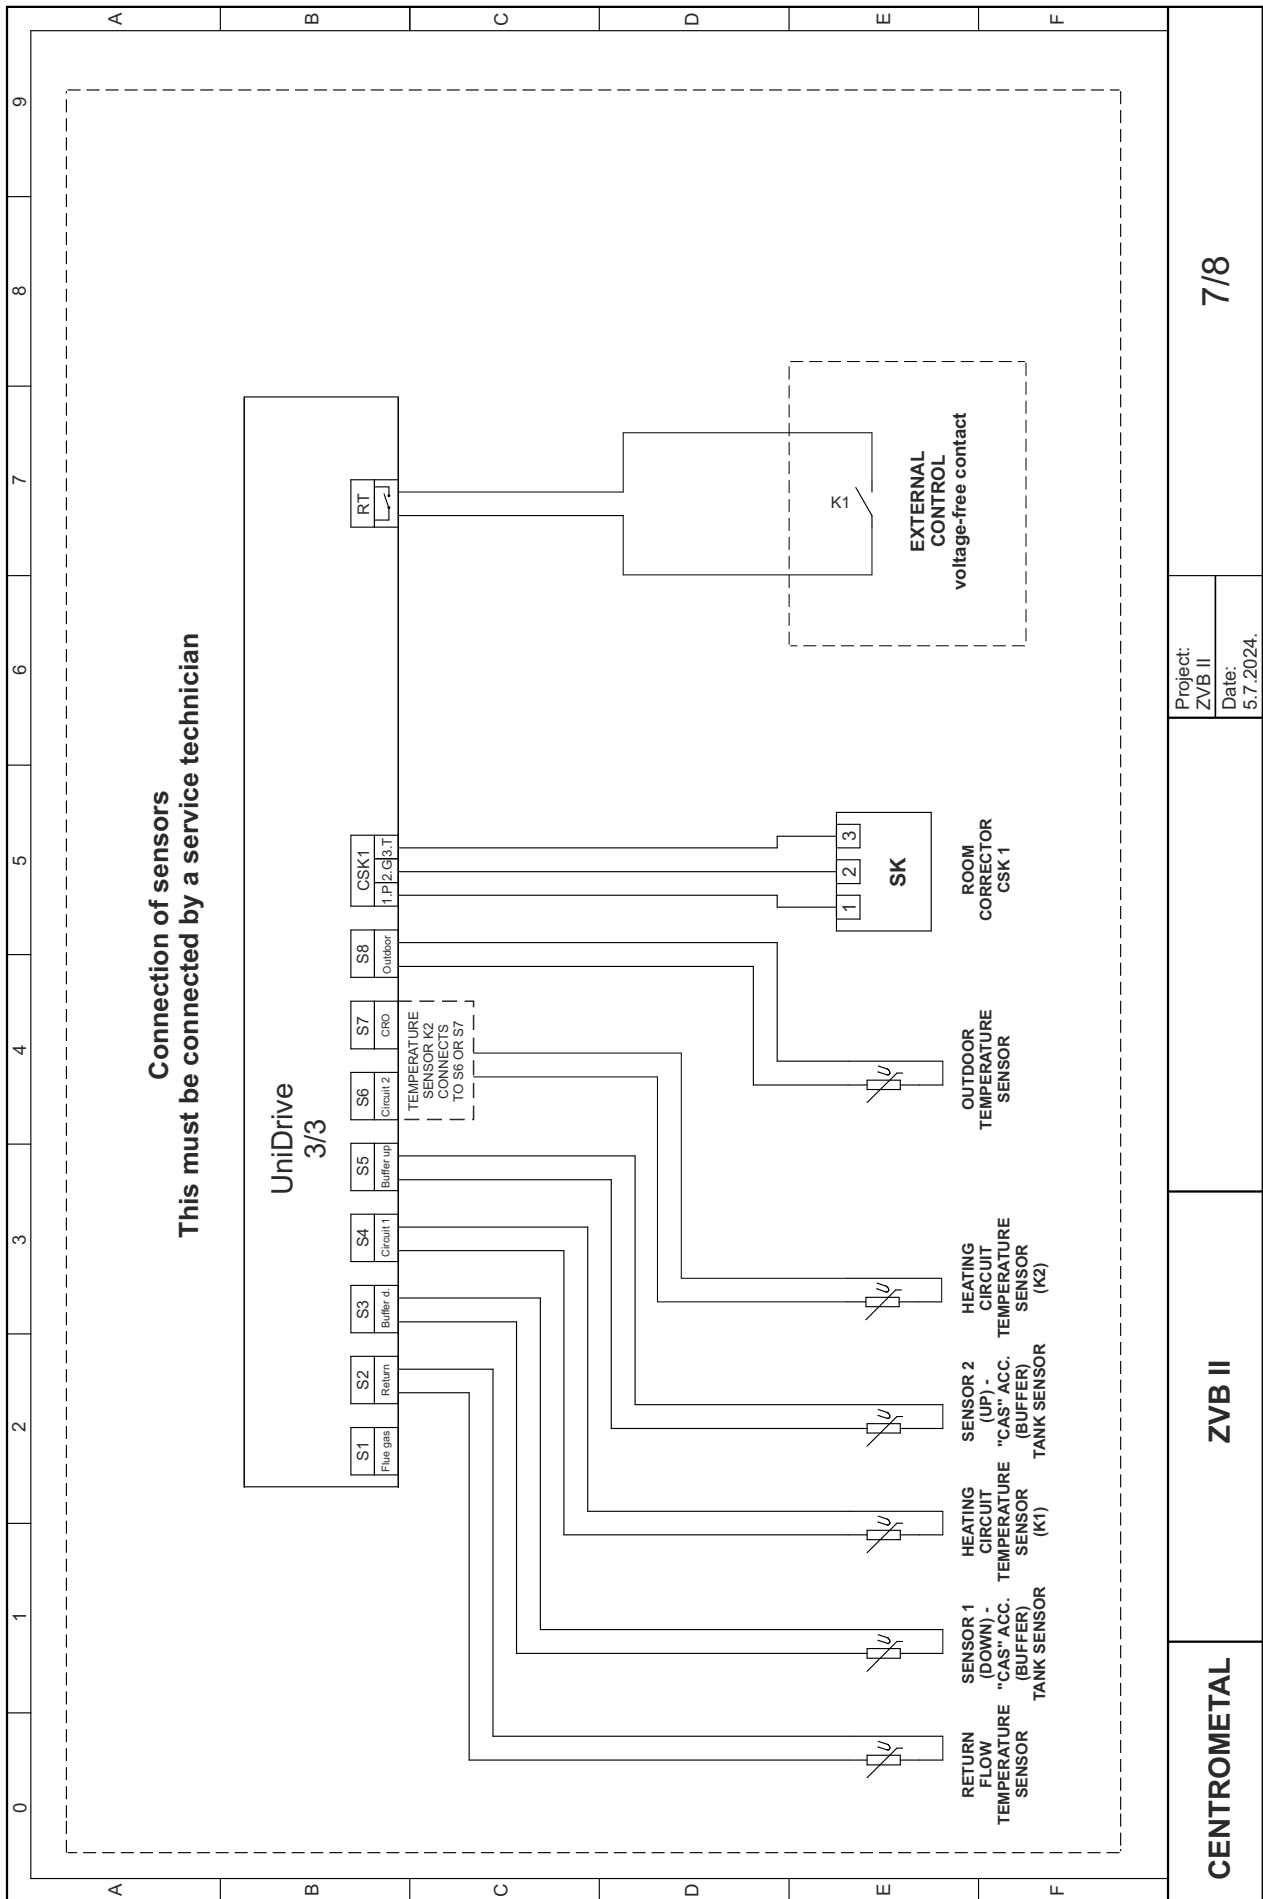 0 1 2 3 4 5 6 7 8 9
A
B
C
D
E
F
A
B
C
D
E
F
Connection of sensors
This must be connected by a service technician
UniDrive
3/3
S1
Flue gas
S2
Return
S3
Buffer d.
S4
Circuit 1
S5
Buffer up
S6
Circuit 2
S7
CRO
S8
Outdoor
CSK1
1.P 2.G 3.T
RT
TEMPERATURE
SENSOR K2
CONNECTS
TO S6 OR S7
U
U
U
U
U
U
1 2 3
SK
K1
EXTERNAL
CONTROL
voltage-free contact
RETURN
FLOW
TEMPERATURE
SENSOR
SENSOR 1
(DOWN) -
"CAS" ACC.
(BUFFER)
TANK SENSOR
HEATING
CIRCUIT
TEMPERATURE
SENSOR
(K1)
SENSOR 2
(UP) -
"CAS" ACC.
(BUFFER)
TANK SENSOR
HEATING
CIRCUIT
TEMPERATURE
SENSOR
(K2)
OUTDOOR
TEMPERATURE
SENSOR
ROOM
CORRECTOR
CSK 1
CENTROMETAL
ZVB II
Project:
ZVB II
Date:
5.7.2024.
7/8